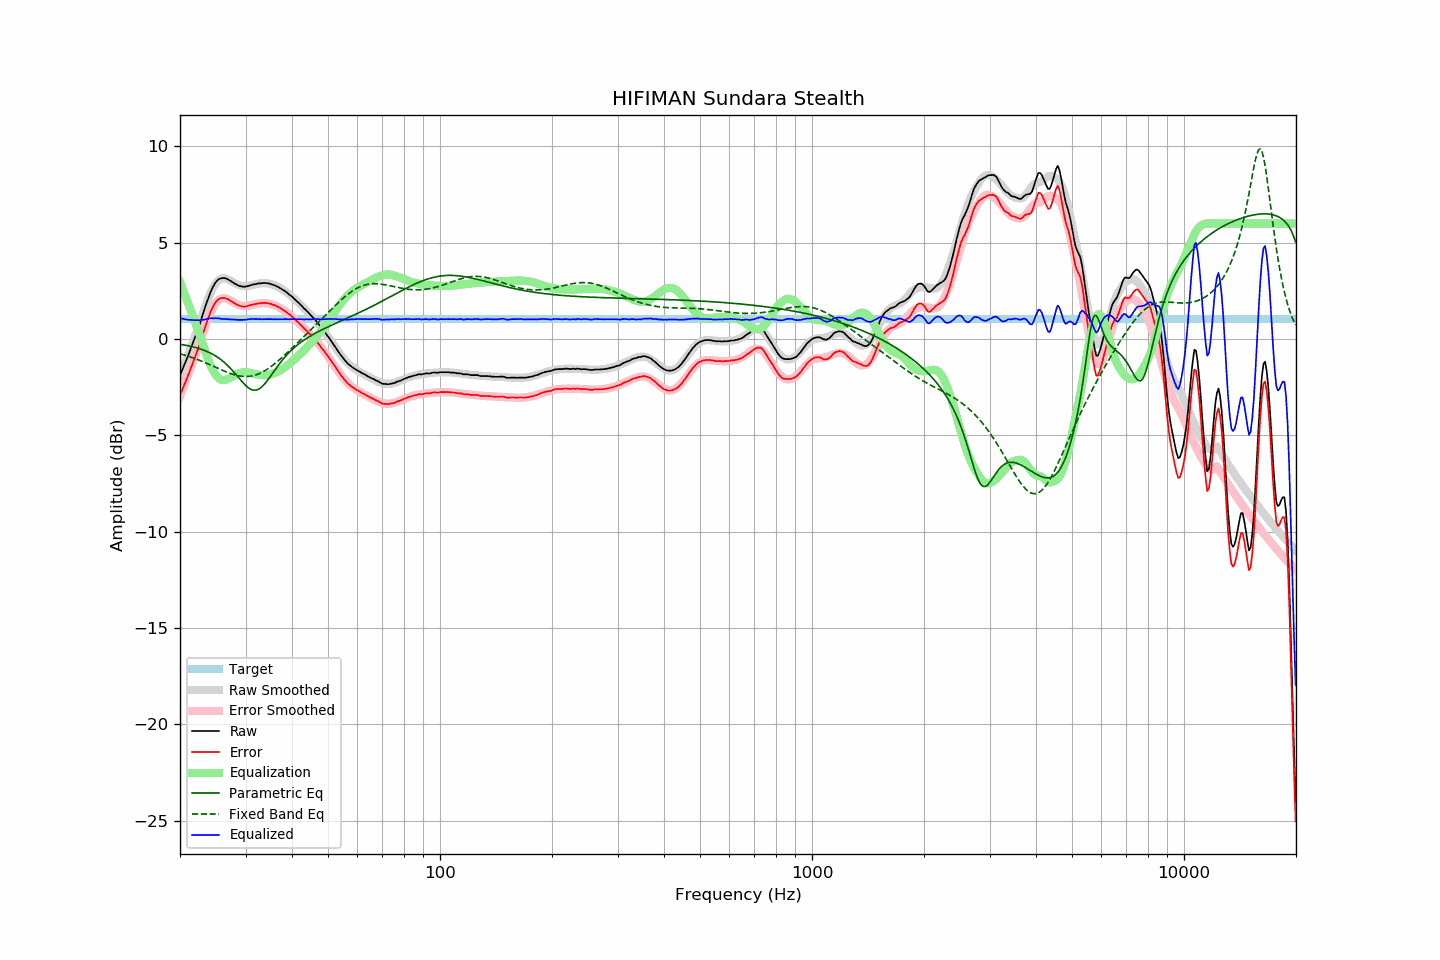 HIFIMAN Sundara Stealth
10
5
0
−5
−10
−15
−20
−25
Amplitude (dBr)
Target
Raw Smoothed
Error Smoothed
Raw
Error
Equalization
Parametric Eq
Fixed Band Eq
Equalized
100
1000
10000
Frequency (Hz)